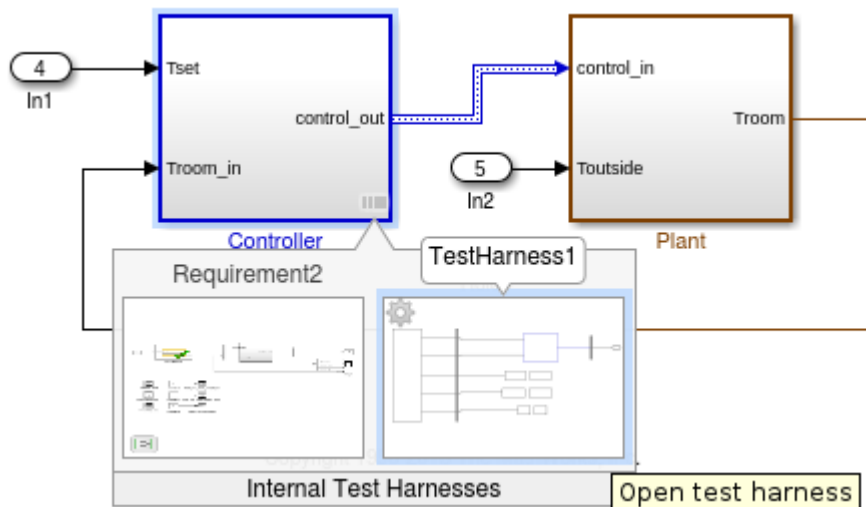 4
In1
Tset
Troom_in
control_out
Controller
control_in
Toutside
Troom
Plant
5
In2
Requirement2
TestHarness1
Internal Test Harnesses
Open test harness